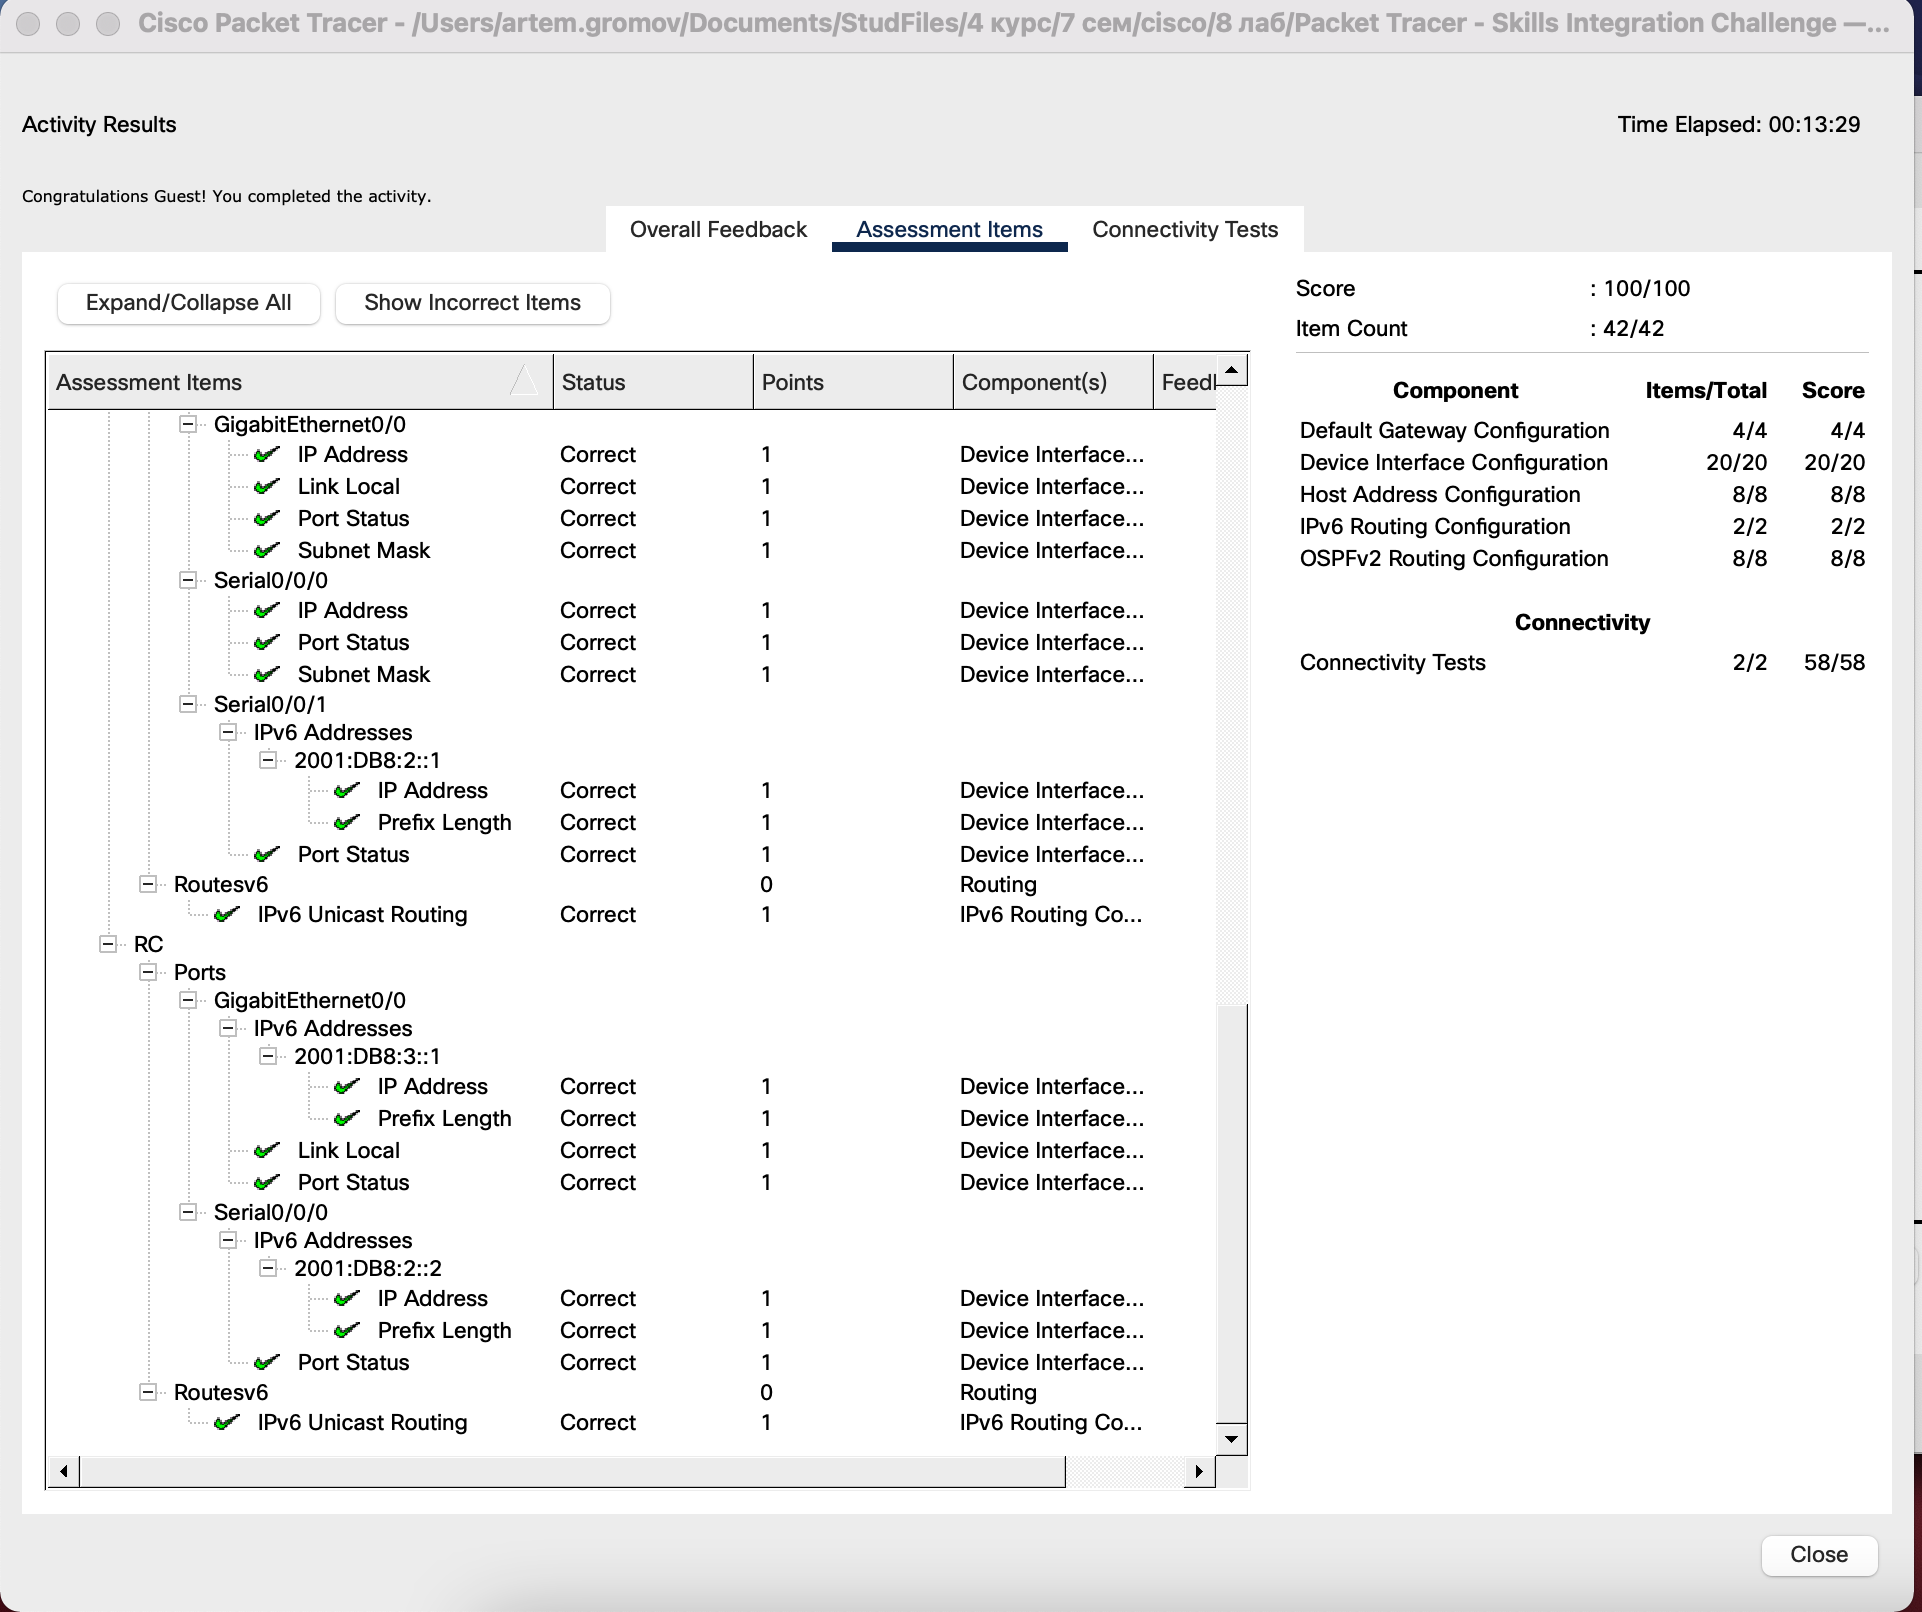 Cisco Packet Tracer - /Users/artem.gromov/Documents/StudFiles/4 курс/7 сем/cisco/8 лаб/Packet Tracer - Skills Integration Challenge —...
Activity Results
Time Elapsed: 00:13:29
Congratulations Guest! You completed the activity.
Overall Feedback Assessment Items Connectivity Tests
Expand/Collapse All Show Incorrect Items
Assessment Items Status Points Component(s) Feedl
GigabitEthernet0/0
IP Address Correct 1 Device Interface...
Link Local Correct 1 Device Interface...
Port Status Correct 1 Device Interface...
Subnet Mask Correct 1 Device Interface...
Serial0/0/0
IP Address Correct 1 Device Interface...
Port Status Correct 1 Device Interface...
Subnet Mask Correct 1 Device Interface...
Serial0/0/1
IPv6 Addresses
2001:DB8:2::1
IP Address Correct 1 Device Interface...
Prefix Length Correct 1 Device Interface...
Port Status Correct 1 Device Interface...
Routesv6 0 Routing
IPv6 Unicast Routing Correct 1 IPv6 Routing Co...
RC
Ports
GigabitEthernet0/0
IPv6 Addresses
2001:DB8:3::1
IP Address Correct 1 Device Interface...
Prefix Length Correct 1 Device Interface...
Link Local Correct 1 Device Interface...
Port Status Correct 1 Device Interface...
Serial0/0/0
IPv6 Addresses
2001:DB8:2::2
IP Address Correct 1 Device Interface...
Prefix Length Correct 1 Device Interface...
Port Status Correct 1 Device Interface...
Routesv6 0 Routing
IPv6 Unicast Routing Correct 1 IPv6 Routing Co...
Score : 100/100
Item Count : 42/42
Component Items/Total Score
Default Gateway Configuration 4/4 4/4
Device Interface Configuration 20/20 20/20
Host Address Configuration 8/8 8/8
IPv6 Routing Configuration 2/2 2/2
OSPFv2 Routing Configuration 8/8 8/8
Connectivity
Connectivity Tests 2/2 58/58
Close